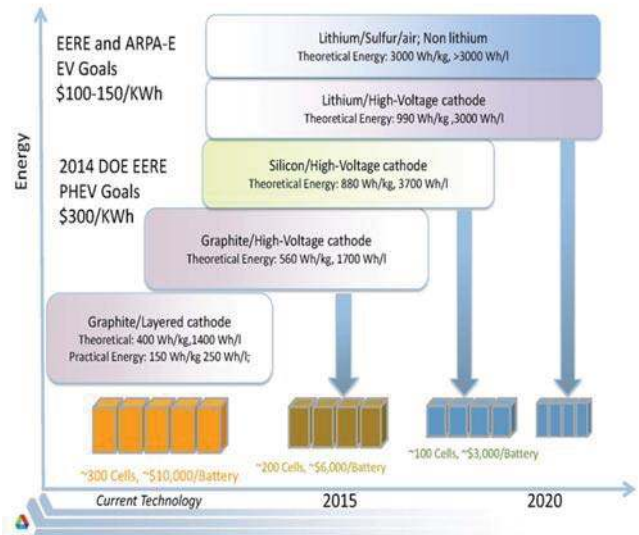 EERE and ARPA-E
EV Goals
$100-150/KWh
Lithium/Sulfur/air; Non lithium
Theoretical Energy: 3000 Wh/kg, >3000 Wh/l
Lithium/High-Voltage cathode
Theoretical Energy: 990 Wh/kg ,3000 Wh/l
2014 DOE EERE
PHEV Goals
$300/KWh
Silicon/High-Voltage cathode
Theoretical Energy: 880 Wh/kg, 3700 Wh/l
Graphite/High-Voltage cathode
Theoretical Energy: 560 Wh/kg, 1700 Wh/l
Graphite/Layered cathode
Theoretical: 400 Wh/kg,1400 Wh/l
Practical Energy: 150 Wh/kg 250 Wh/l;
Energy
~300 Cells, ~$10,000/Battery
~200 Cells, ~$6,000/Battery
~100 Cells, ~$3,000/Battery
Current Technology
2015
2020